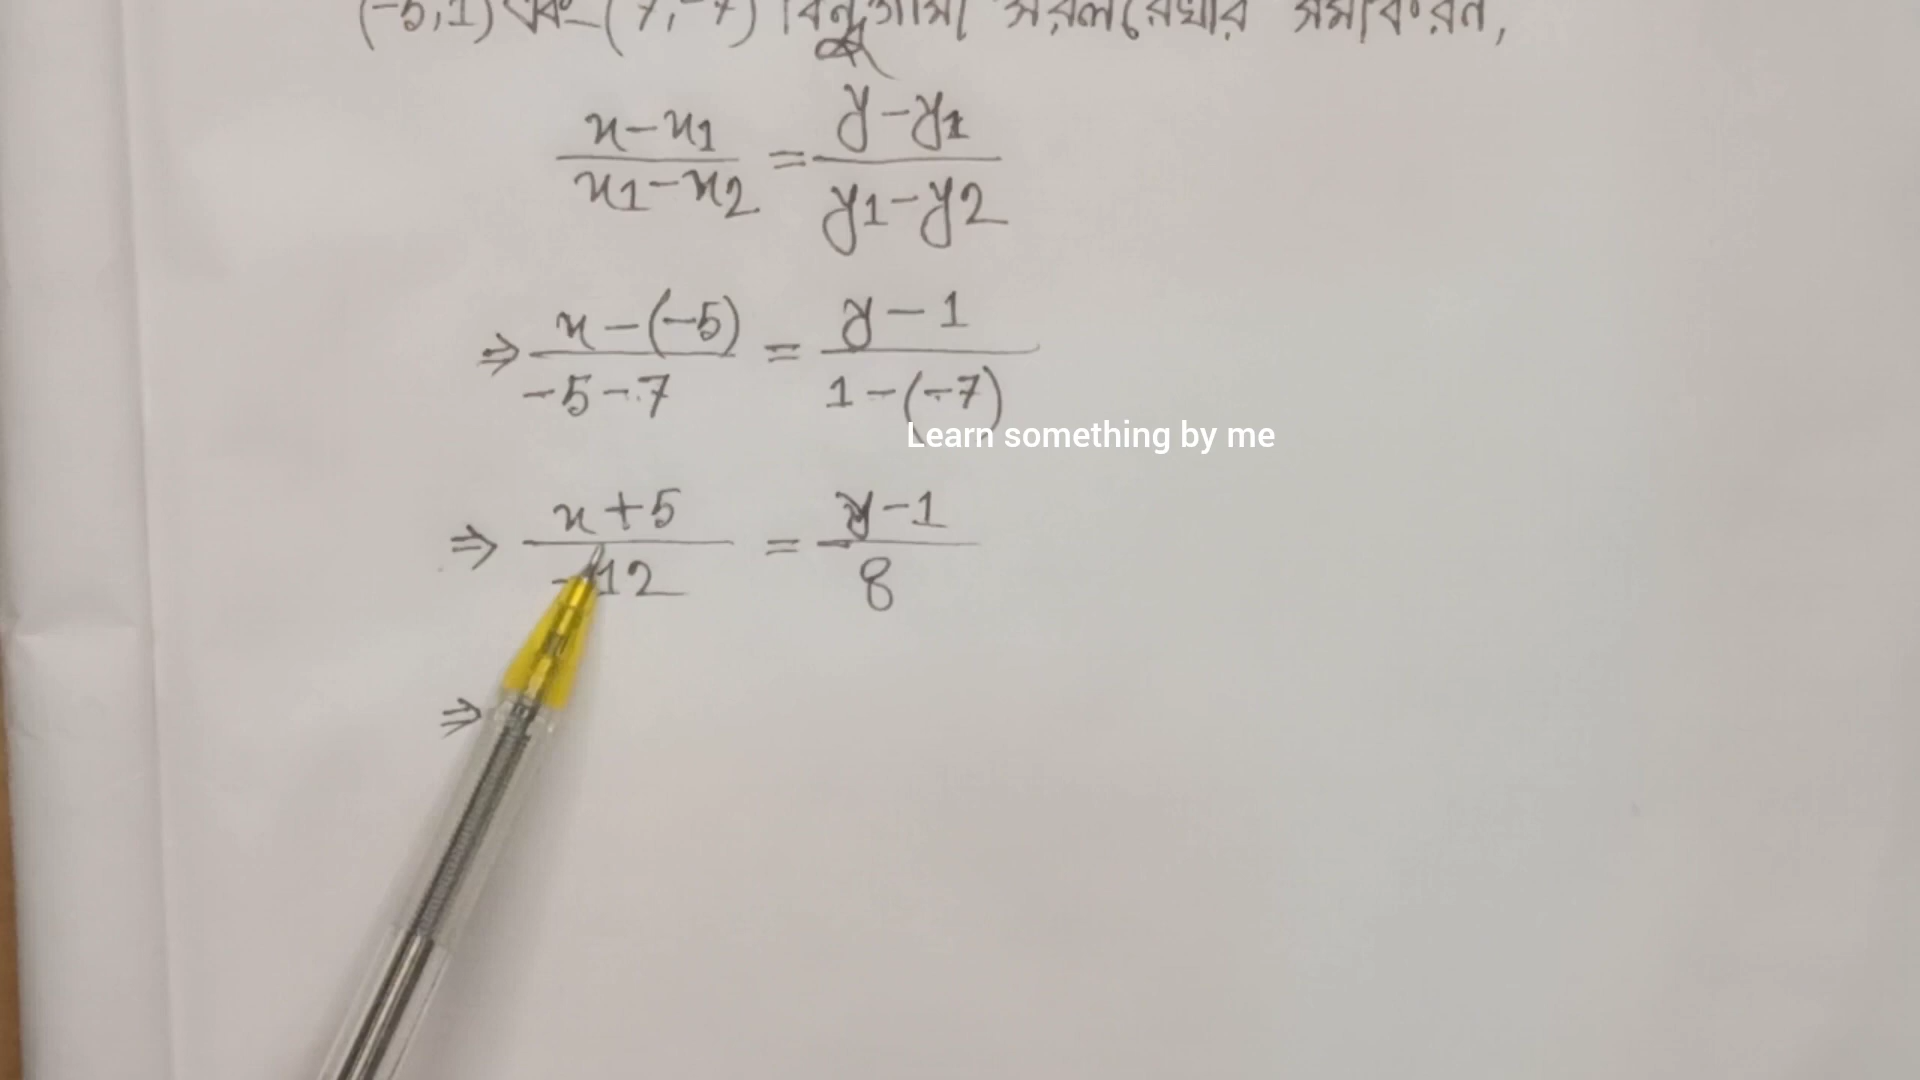 (-5,1) এবং (7,-7) বিন্দুগামী সরলরেখার সমীকরন,
x-x1/x1-x2 = y-y1/y1-y2
⇒ x-(-5)/-5-7 = y-1/1-(-7)
Learn something by me
⇒ x+5/-12 = y-1/8
⇒